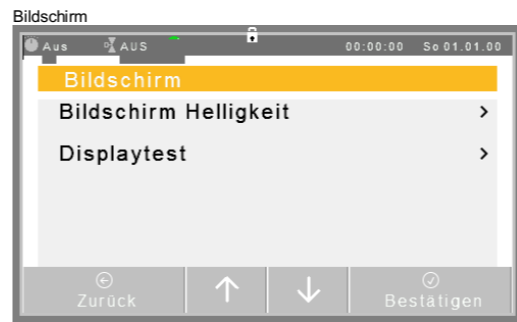 Bildschirm
Aus AUS 00:00:00 So 01.01.00
Bildschirm
Bildschirm Helligkeit >
Displaytest >
Zurück Bestätigen